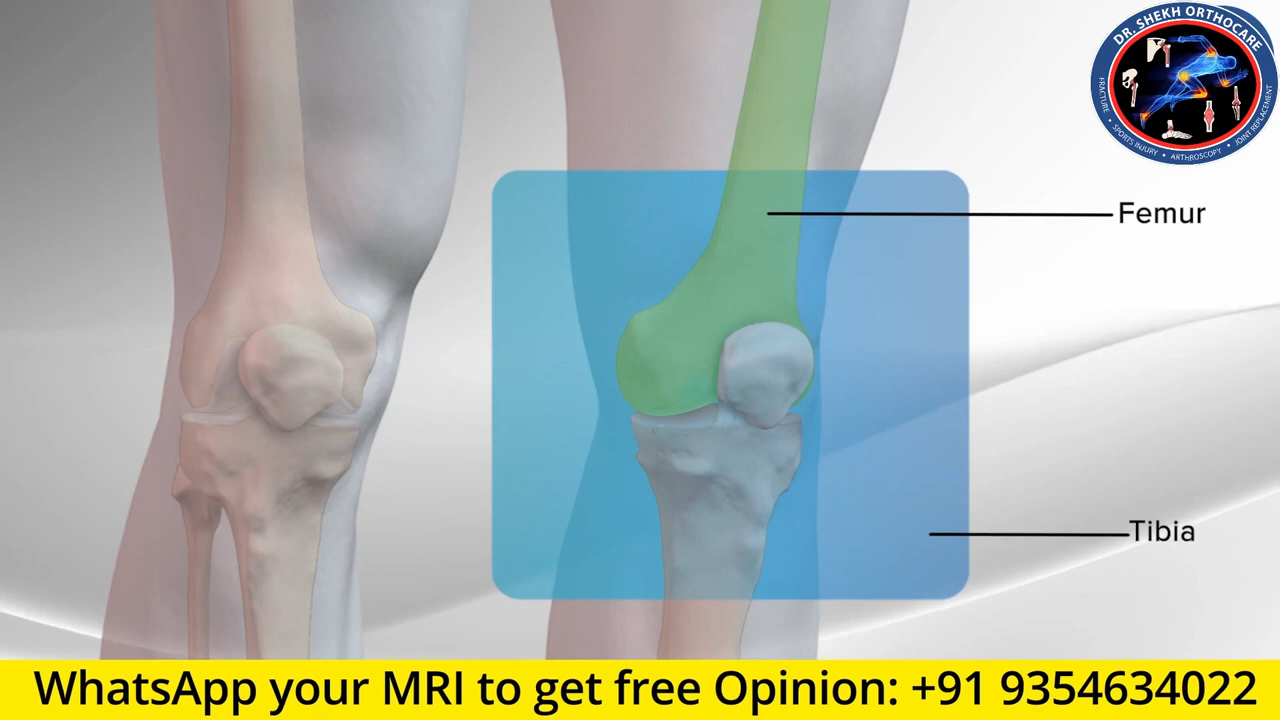 DR. SHEKH ORTHOCARE
FRACTURE • SPORTS INJURY • ARTHROSCOPY • JOINT REPLACEMENT
Femur
Tibia
WhatsApp your MRI to get free Opinion: +91 9354634022